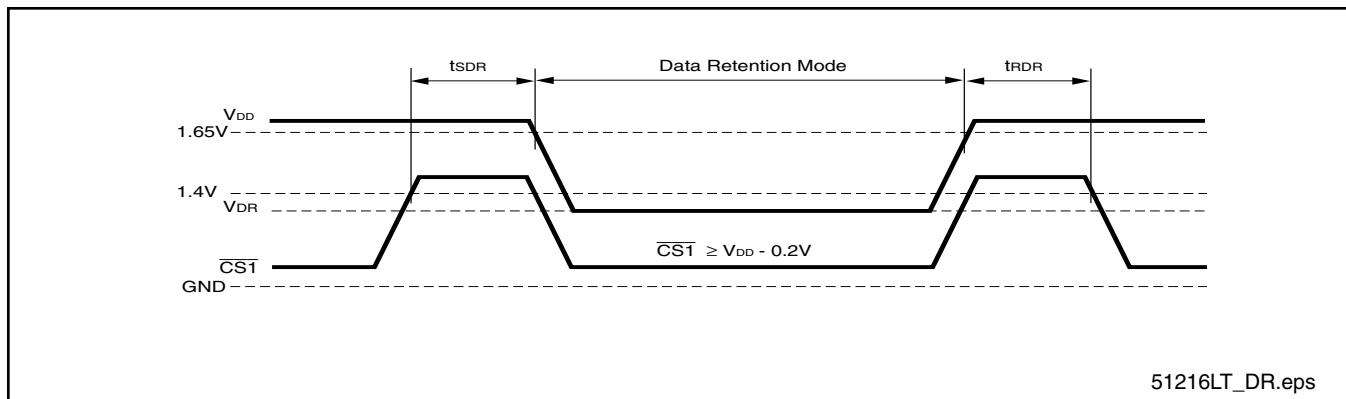 tSDR Data Retention Mode tRDR
VDD
1.65V
1.4V
VDR
CS1 ≥ VDD - 0.2V
CS1
GND
51216LT_DR.eps